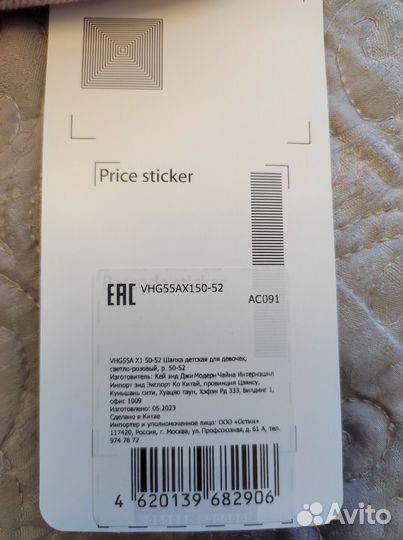 Price sticker
EAC VHG55AX150-52
AC091
VHG55A X1 50-52 Шапка детская для девочек,
светло-розовый, р. 50-52
Изготовитель: Кей энд Джи Модерн Чайна Интернэшнл
Импорт энд Экспорт Ко Китай, провинция Цзянсу,
Куньшань сити, Хуацяо таун, Хэфэн Рд 333, Билдинг 1,
офис 1009
Изготовлено: 05.2023
Сделано в Китае
Импортер и уполномоченное лицо: ООО «Остин»
117420, Россия, г. Москва, ул. Профсоюзная, д. 61 А, тел.
974 78 72
4 620139 682906
Avito